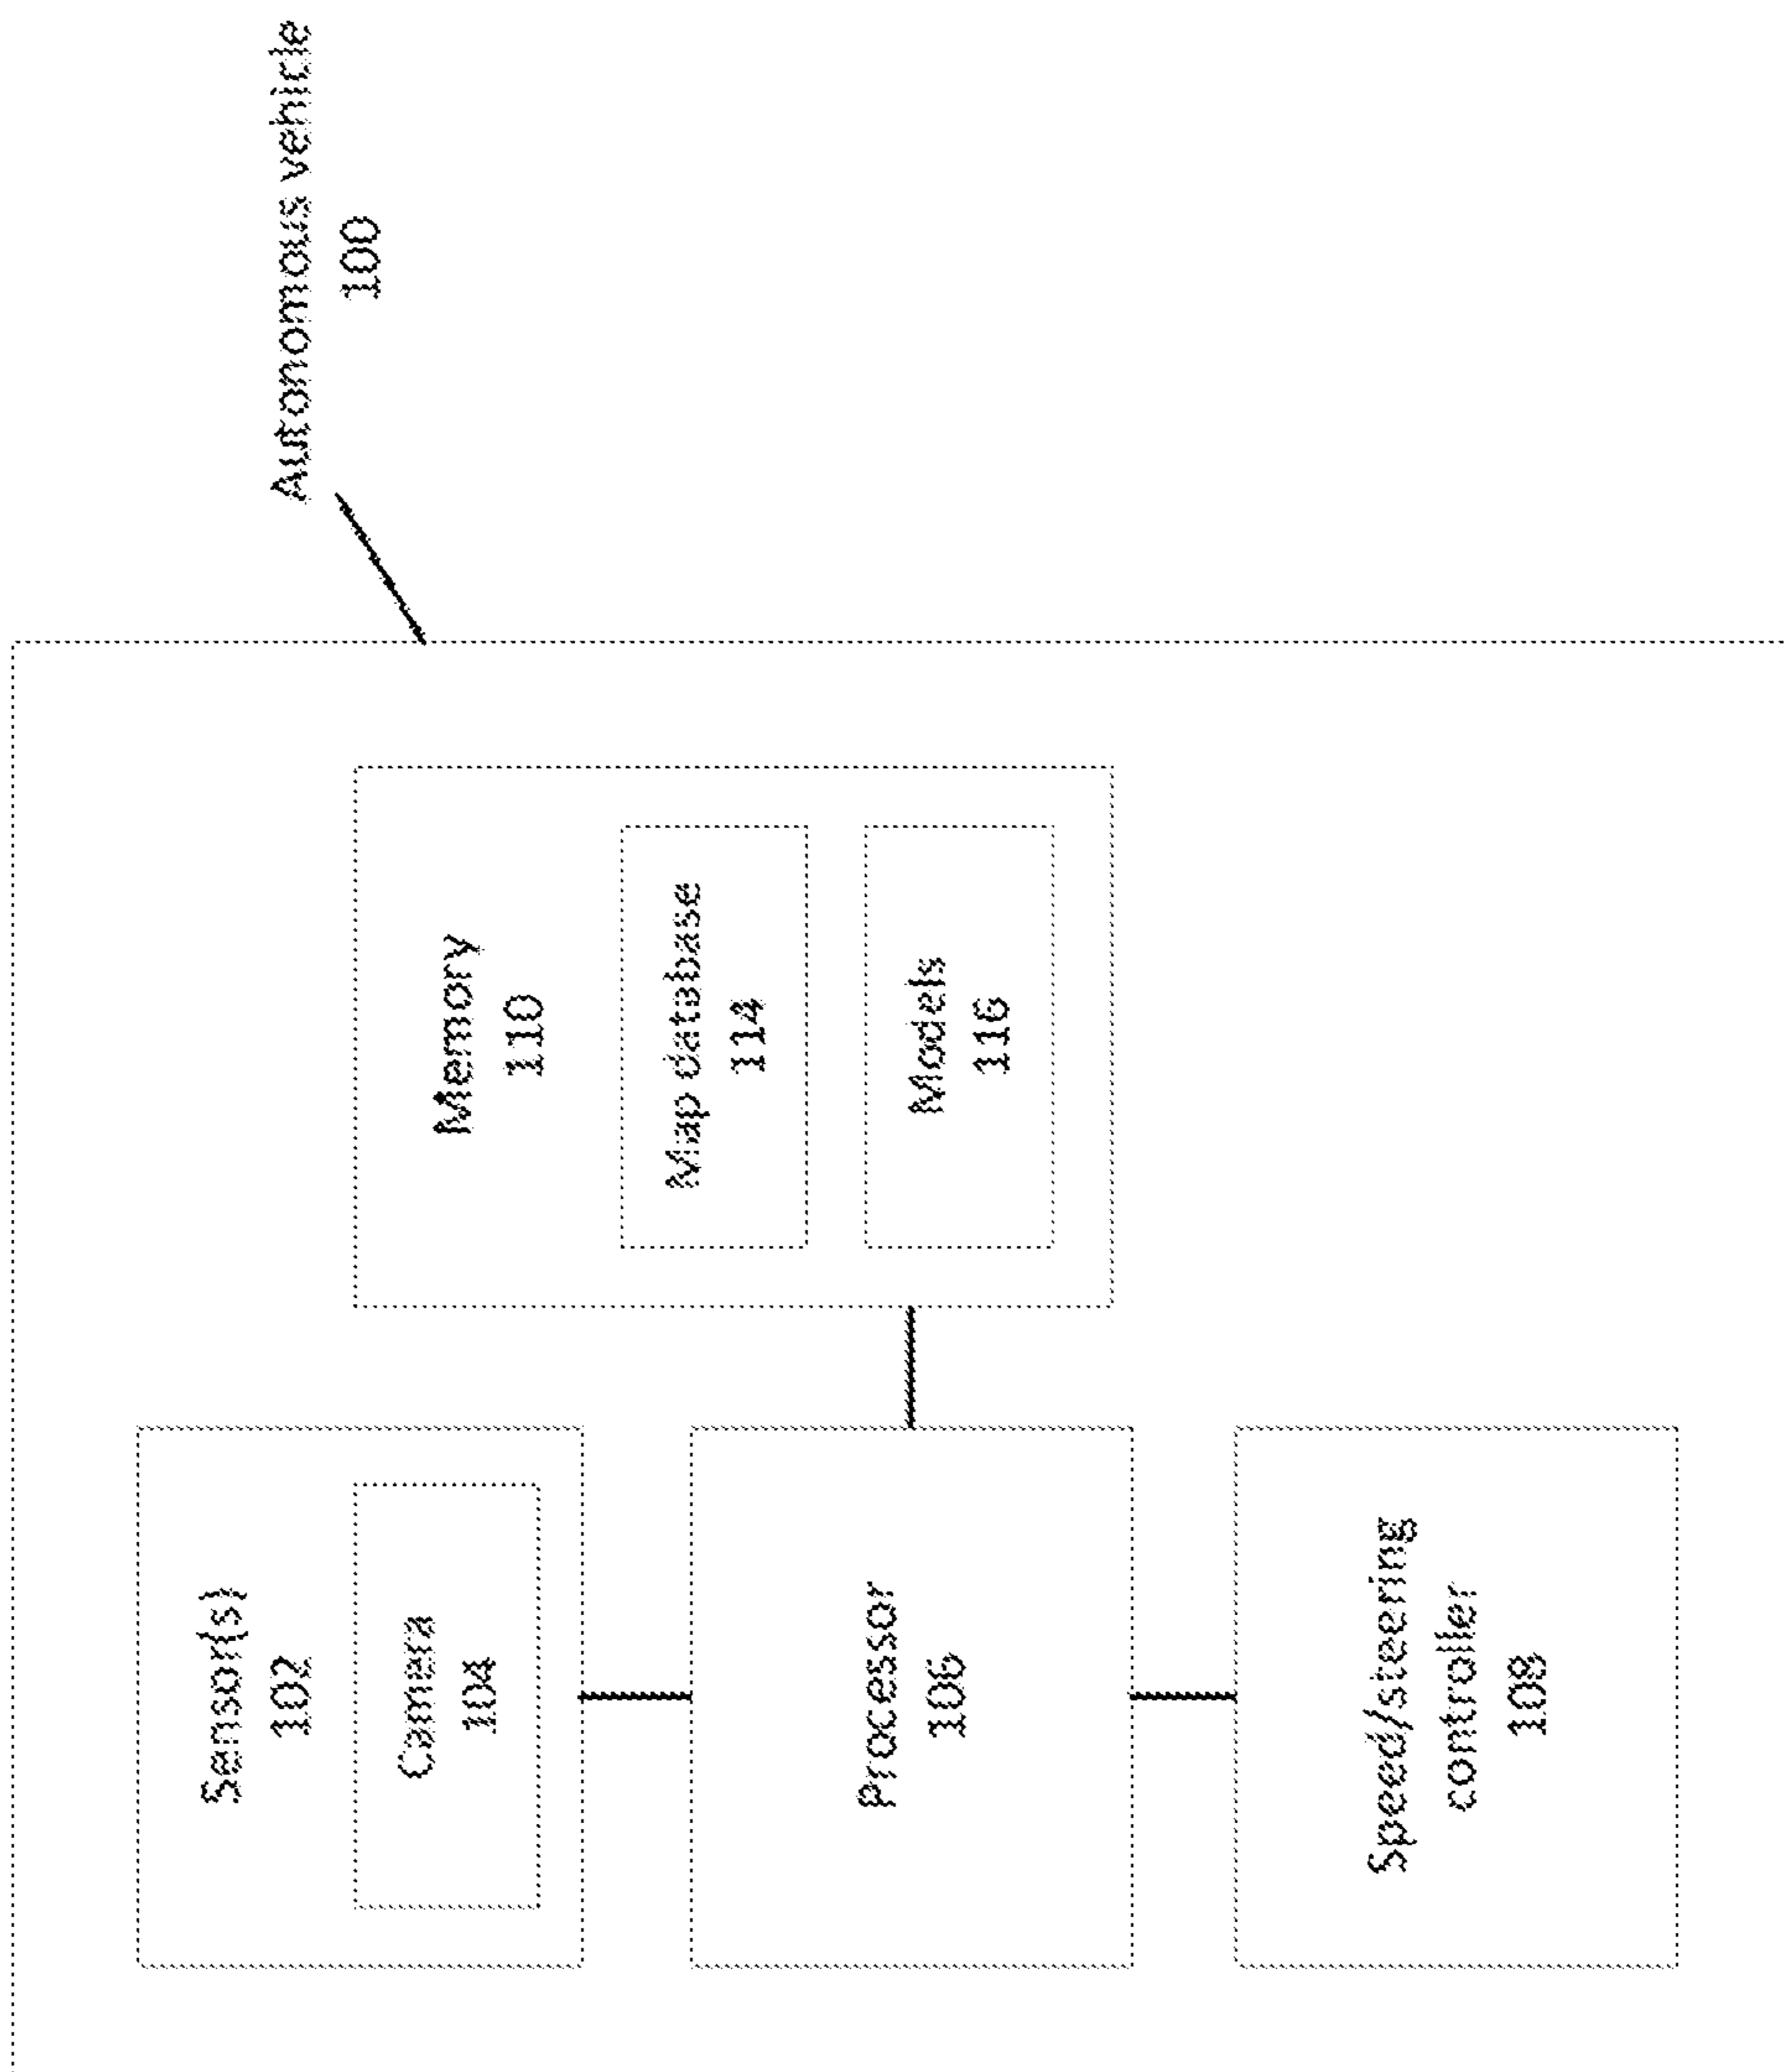 Autonomous vehicle
100
Sensor(s)
102
Camera
104
Processor
106
Speed/steering
controller
108
Memory
110
Map database
114
Models
116